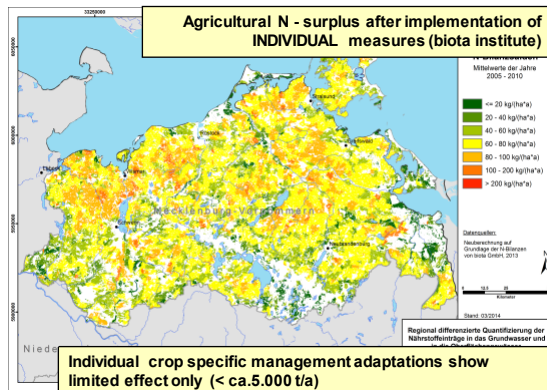 33250000
Agricultural N - surplus after implementation of
INDIVIDUAL measures (biota institute)
Mittelwerte der Jahre
2005 - 2010
<= 20 kg/(ha*a)
20 - 40 kg/(ha*a)
40 - 60 kg/(ha*a)
60 - 80 kg/(ha*a)
80 - 100 kg/(ha*a)
100 - 200 kg/(ha*a)
> 200 kg/(ha*a)
Stralsund
Rostock
Greifswald
Wismar
Mecklenburg-Vorpommern
Schwerin
Neubrandenburg
Datenquellen:
Neuberechnung auf
Grundlage der N-Bilanzen
von biota GmbH, 2013
N
Kilometer
Stand: 03/2014
Regional differenzierte Quantifizierung der
Nährstoffeinträge in das Grundwasser und
Niede
Individual crop specific management adaptations show
limited effect only (< ca.5.000 t/a)